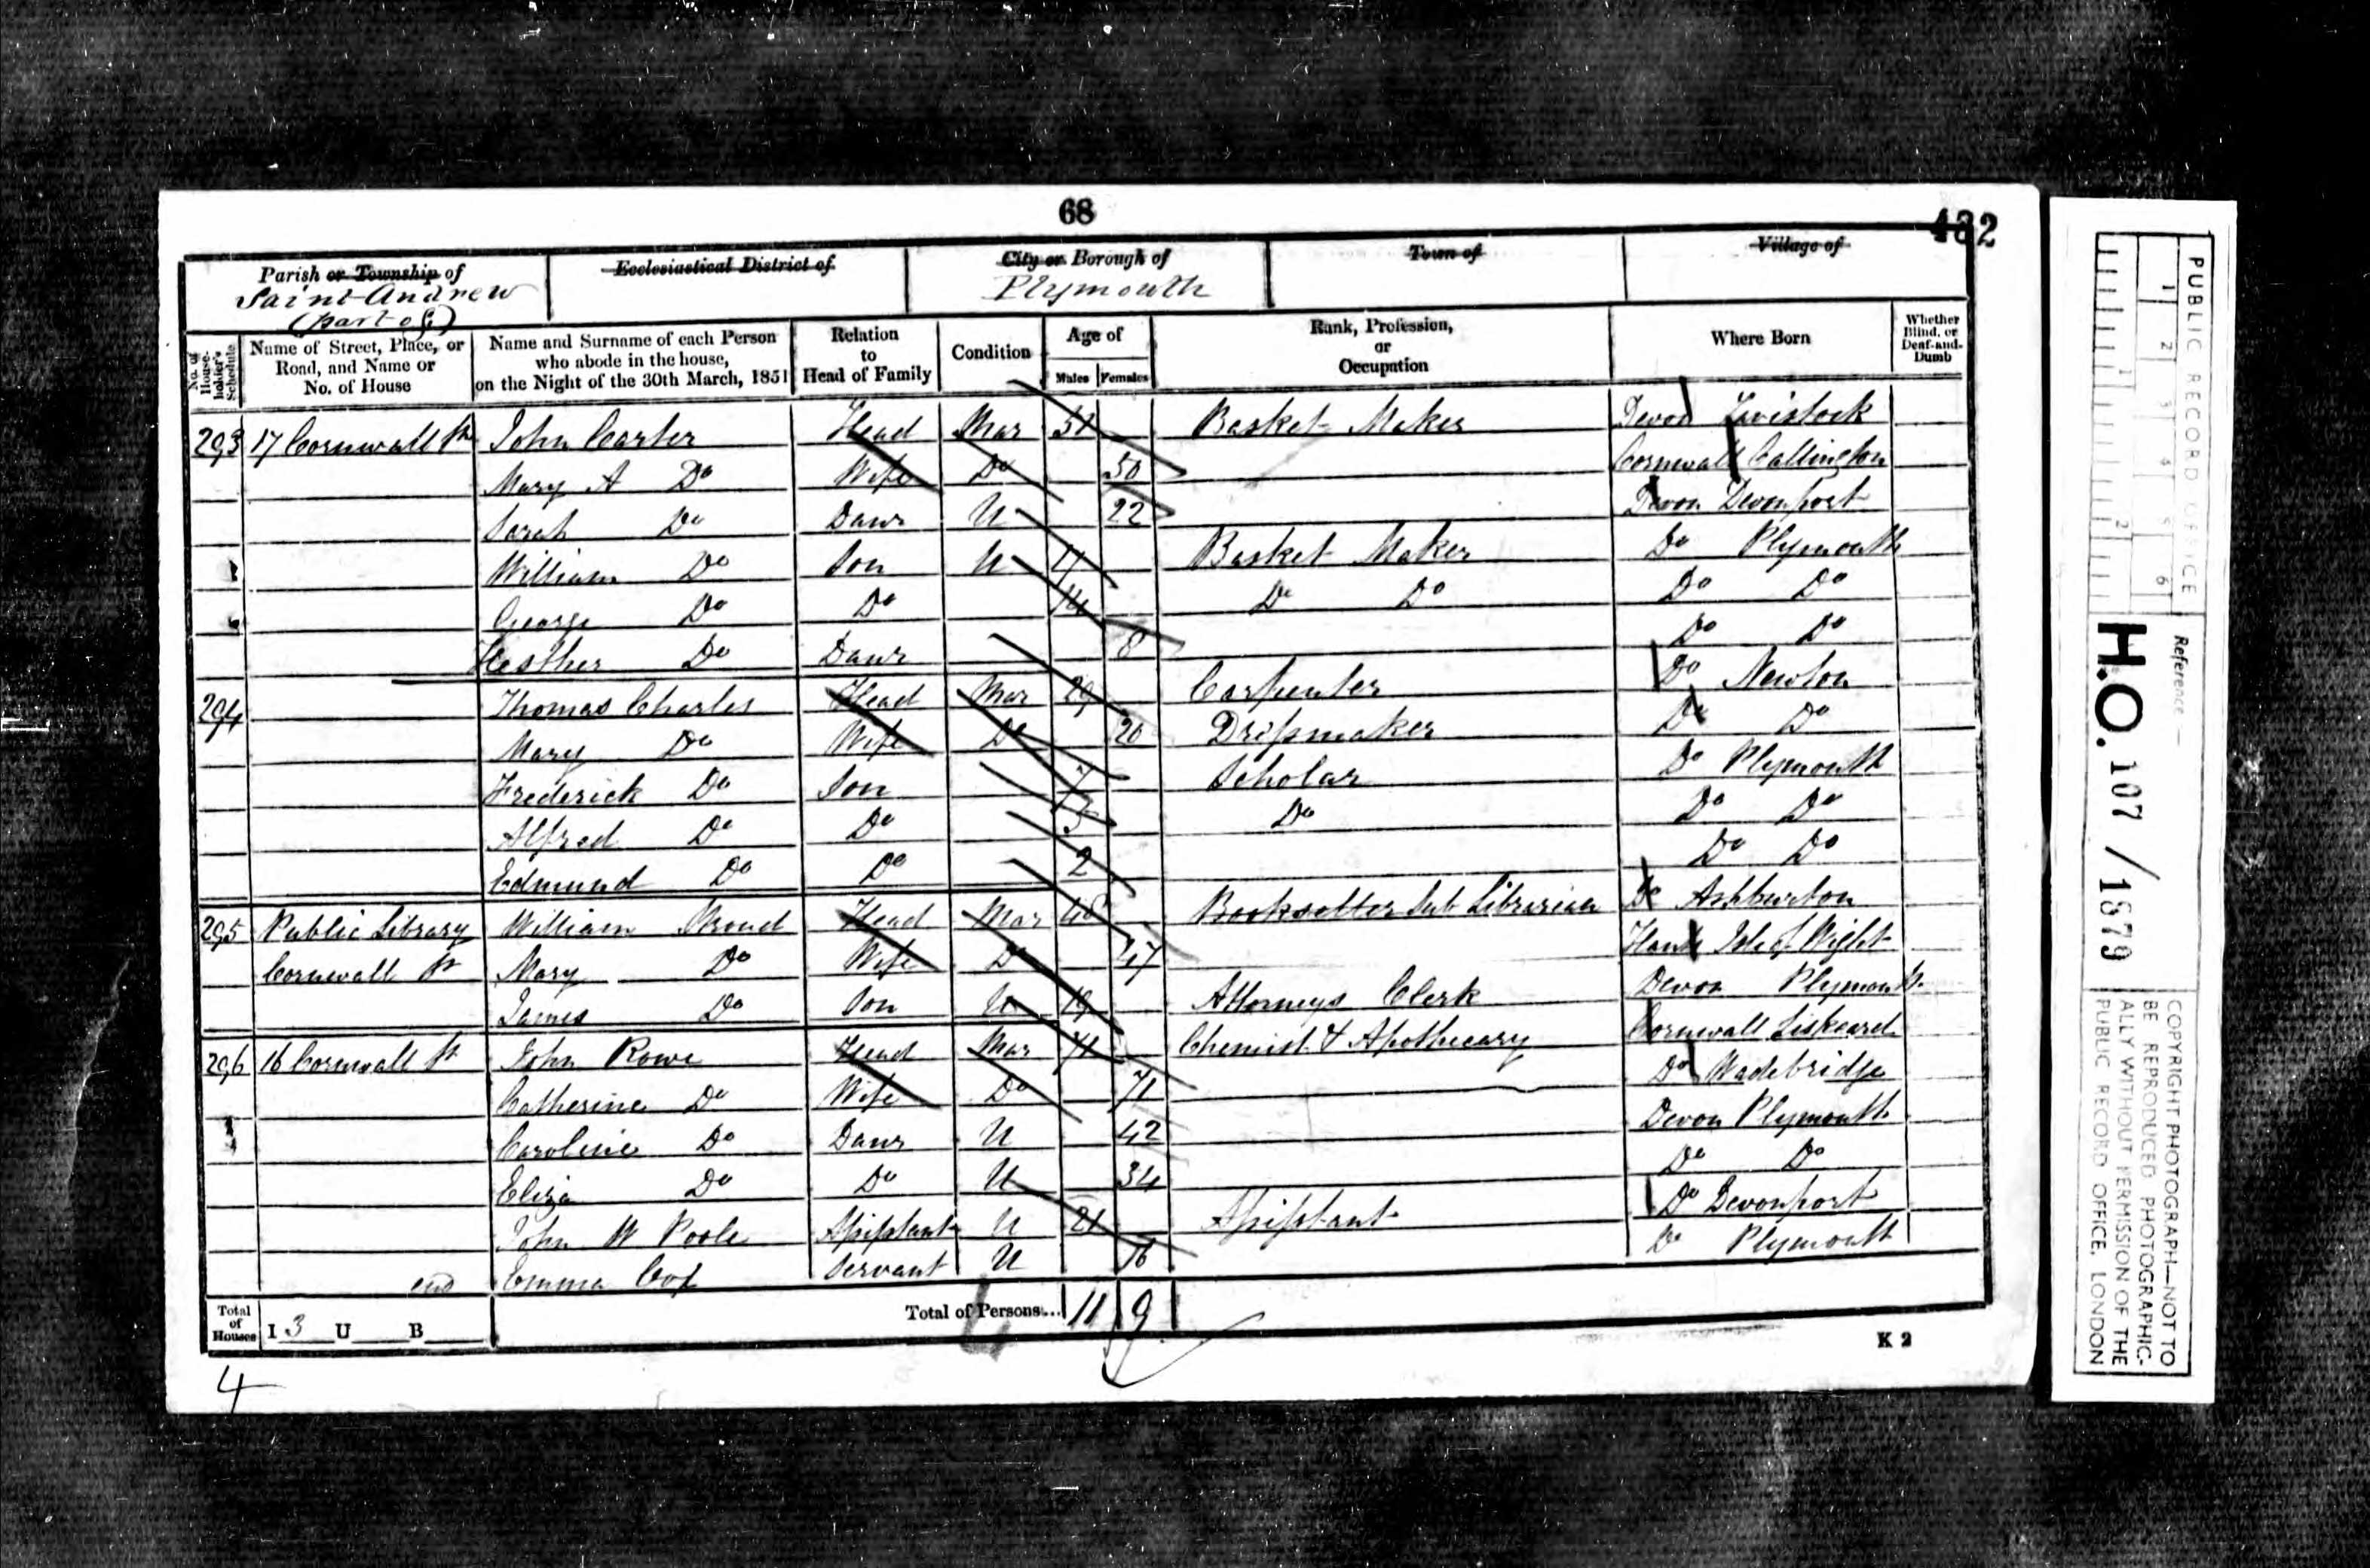 68
432
Parish or Township of
Saint Andrew
(part of)
Ecclesiastical District of
City or Borough of
Plymouth
Town of
Village of
No. of House-holder's Schedule
Name of Street, Place, or Road, and Name or No. of House
Name and Surname of each Person who abode in the house, on the Night of the 30th March, 1851
Relation to Head of Family
Condition
Age of
Males Females
Rank, Profession, or Occupation
Where Born
Whether Blind, or Deaf-and-Dumb
293 17 Cornwall St John Carter Head Mar 51 Basket Maker Devon Tavistock
Mary A Do Wife Do 50 Cornwall Callington
Sarah Do Daur U 22 Devon Devonport
William Do Son U 17 Basket Maker Do Plymouth
George Do Do 14 Do Do Do Do
Hesther Do Daur 8 Do Do
294 Thomas Charles Head Mar 29 Carpenter Do Newton
Mary Do Wife Do 20 Dressmaker Do Do
Frederick Do Son 7 Scholar Do Plymouth
Alfred Do Do 5 Do Do Do
Edmund Do Do 2 Do Do
295 Public Library William Head Mar 48 Bookseller Sub Librarian Do Ashburton
Cornwall St Mary Do Wife Do 47 Hants Isle of Wight
James Do Son U 19 Attorneys Clerk Devon Plymouth
296 16 Cornwall St John Rowe Head Mar 71 Chemist & Apothecary Cornwall Liskeard
Catherine Do Wife Do 71 Do Wadebridge
Caroline Do Daur U 42 Devon Plymouth
Eliza Do Do U 34 Do Do
John W Poole Assistant U 21 Assistant Do Devonport
end Emma Cox Servant U 16 Do Plymouth
Total of Houses I 3 U B
Total of Persons... 11 9
K 2
4
PUBLIC RECORD OFFICE
1 2 3 4 5 6
1 2
Reference:—
H.O. 107 / 1879
COPYRIGHT PHOTOGRAPH—NOT TO
BE REPRODUCED PHOTOGRAPHIC-
ALLY WITHOUT PERMISSION OF THE
PUBLIC RECORD OFFICE, LONDON